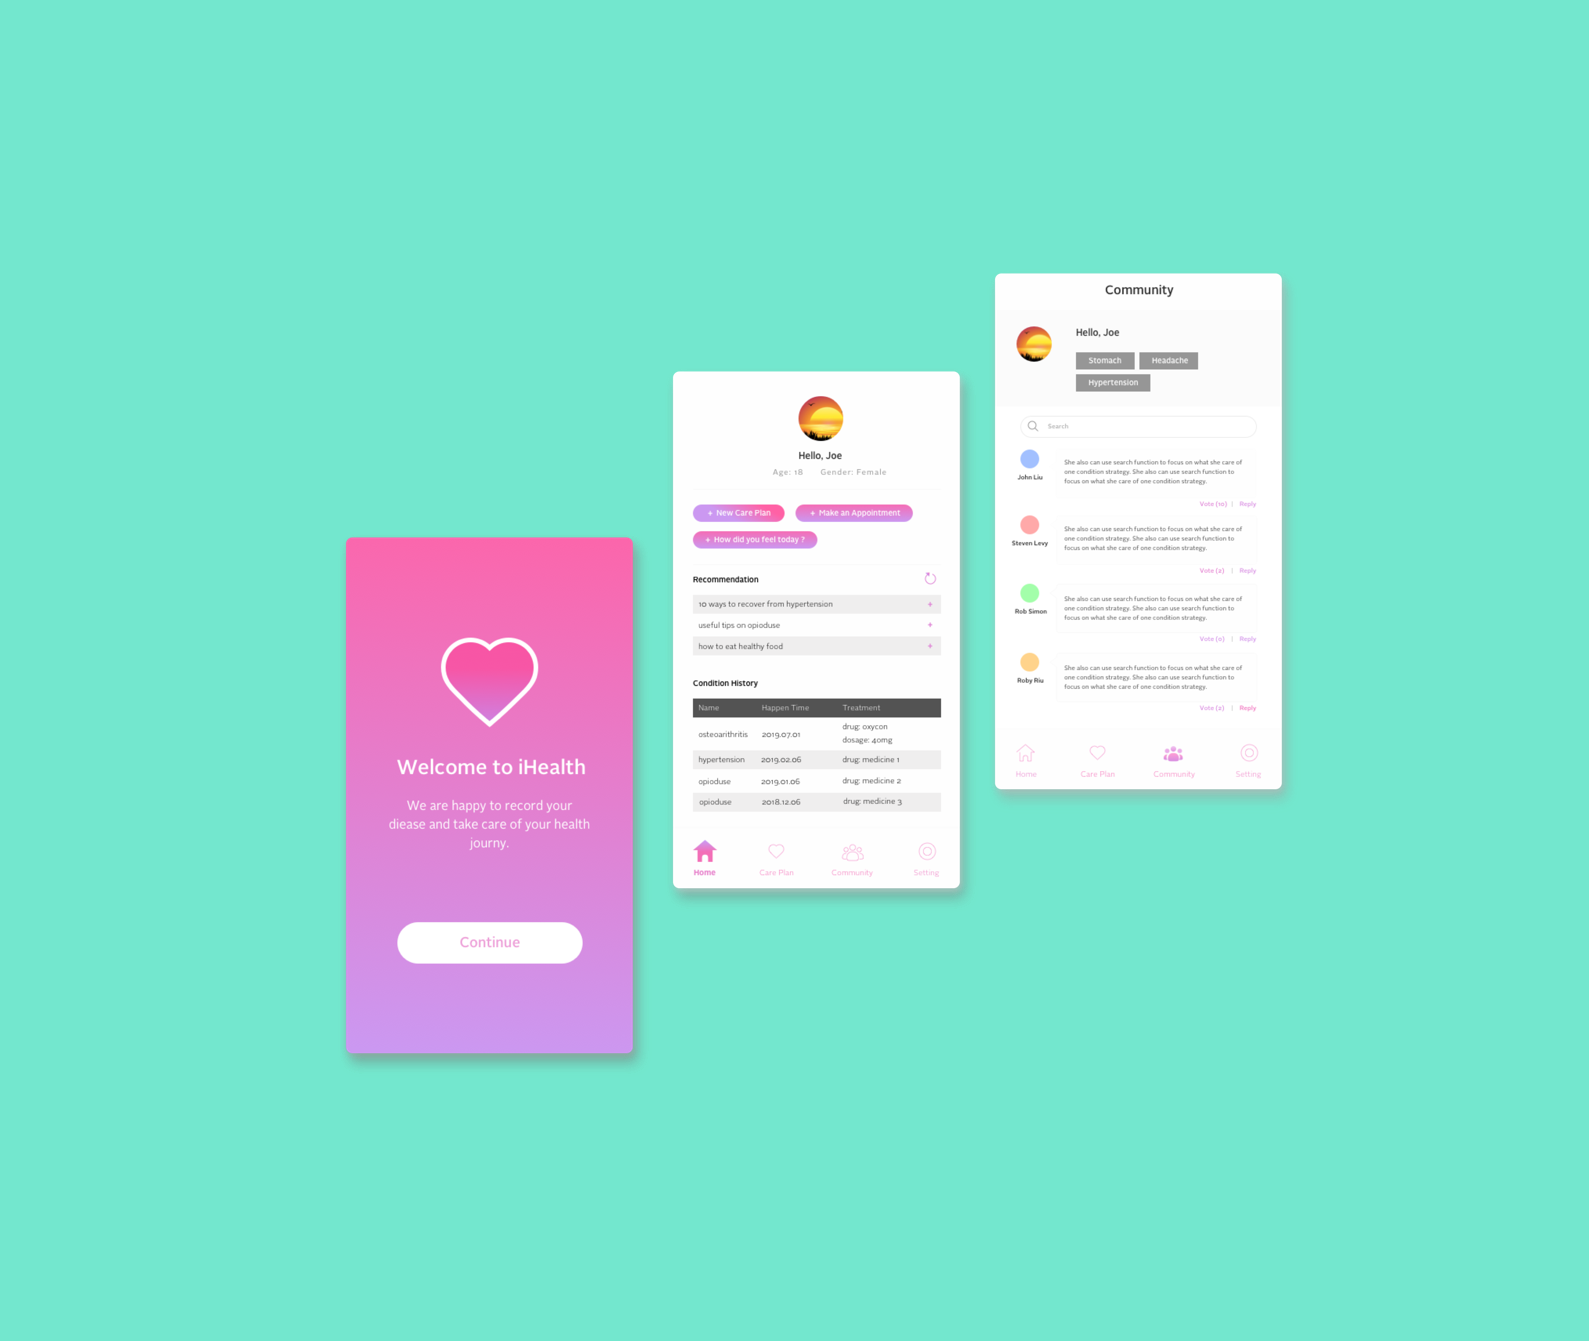 Welcome to iHealth
We are happy to record your
diease and take care of your health
journy.
Continue
Hello, Joe
Age: 18 Gender: Female
+ New Care Plan + Make an Appointment
+ How did you feel today ?
Recommendation
10 ways to recover from hypertension +
useful tips on opioduse +
how to eat healthy food +
Condition History
Name Happen Time Treatment
osteoarithritis 2019.07.01 drug: oxycon
dosage: 40mg
hypertension 2019.02.06 drug: medicine 1
opioduse 2019.01.06 drug: medicine 2
opioduse 2018.12.06 drug: medicine 3
Home Care Plan Community Setting
Community
Hello, Joe
Stomach Headache
Hypertension
Search
She also can use search function to focus on what she care of
one condition strategy. She also can use search function to
focus on what she care of one condition strategy.
John Liu
Vote (10) | Reply
She also can use search function to focus on what she care of
one condition strategy. She also can use search function to
focus on what she care of one condition strategy.
Steven Levy
Vote (9) | Reply
She also can use search function to focus on what she care of
one condition strategy. She also can use search function to
focus on what she care of one condition strategy.
Rob Simon
Vote (0) | Reply
She also can use search function to focus on what she care of
one condition strategy. She also can use search function to
focus on what she care of one condition strategy.
Roby Riu
Vote (2) | Reply
Home Care Plan Community Setting